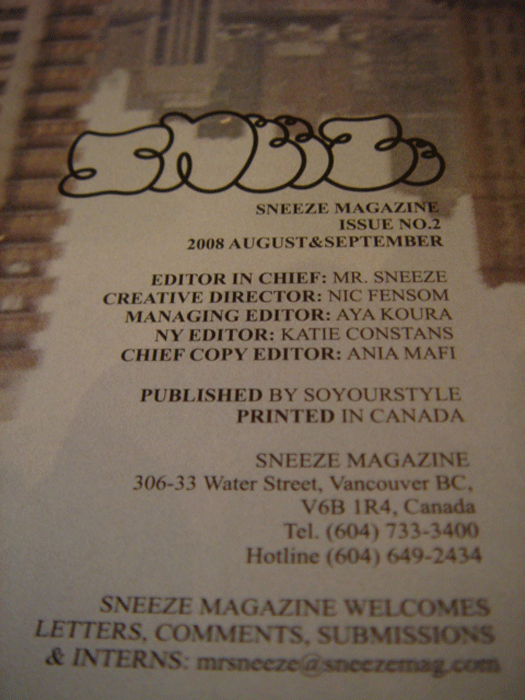 SNEEZE
SNEEZE MAGAZINE
ISSUE NO.2
2008 AUGUST&SEPTEMBER
EDITOR IN CHIEF: MR. SNEEZE
CREATIVE DIRECTOR: NIC FENSOM
MANAGING EDITOR: AYA KOURA
NY EDITOR: KATIE CONSTANS
CHIEF COPY EDITOR: ANIA MAFI
PUBLISHED BY SOYOURSTYLE
PRINTED IN CANADA
SNEEZE MAGAZINE
306-33 Water Street, Vancouver BC,
V6B 1R4, Canada
Tel. (604) 733-3400
Hotline (604) 649-2434
SNEEZE MAGAZINE WELCOMES
LETTERS, COMMENTS, SUBMISSIONS
& INTERNS: mrsneeze@sneezemag.com